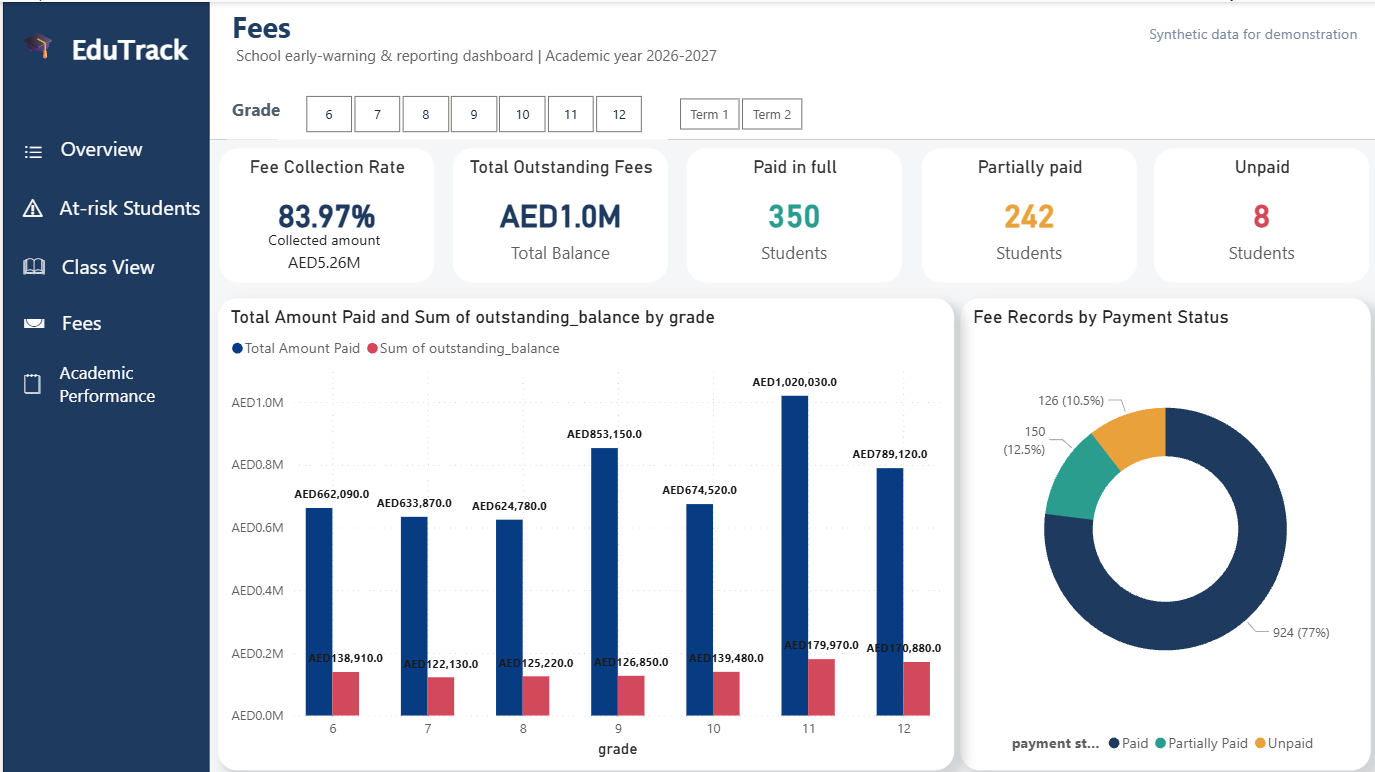 EduTrack
Overview
At-risk Students
Class View
Fees
Academic
Performance
Fees
School early-warning & reporting dashboard | Academic year 2026-2027
Synthetic data for demonstration
Grade
6 7 8 9 10 11 12
Term 1 Term 2
Fee Collection Rate
83.97%
Collected amount
AED5.26M
Total Outstanding Fees
AED1.0M
Total Balance
Paid in full
350
Students
Partially paid
242
Students
Unpaid
8
Students
Total Amount Paid and Sum of outstanding_balance by grade
Total Amount Paid Sum of outstanding_balance
AED1.0M
AED0.8M
AED0.6M
AED0.4M
AED0.2M
AED0.0M
AED662,090.0
AED633,870.0
AED624,780.0
AED853,150.0
AED674,520.0
AED1,020,030.0
AED789,120.0
AED138,910.0
AED122,130.0
AED125,220.0
AED126,850.0
AED139,480.0
AED179,970.0
AED170,880.0
6 7 8 9 10 11 12
grade
Fee Records by Payment Status
126 (10.5%)
150
(12.5%)
924 (77%)
payment st... Paid Partially Paid Unpaid